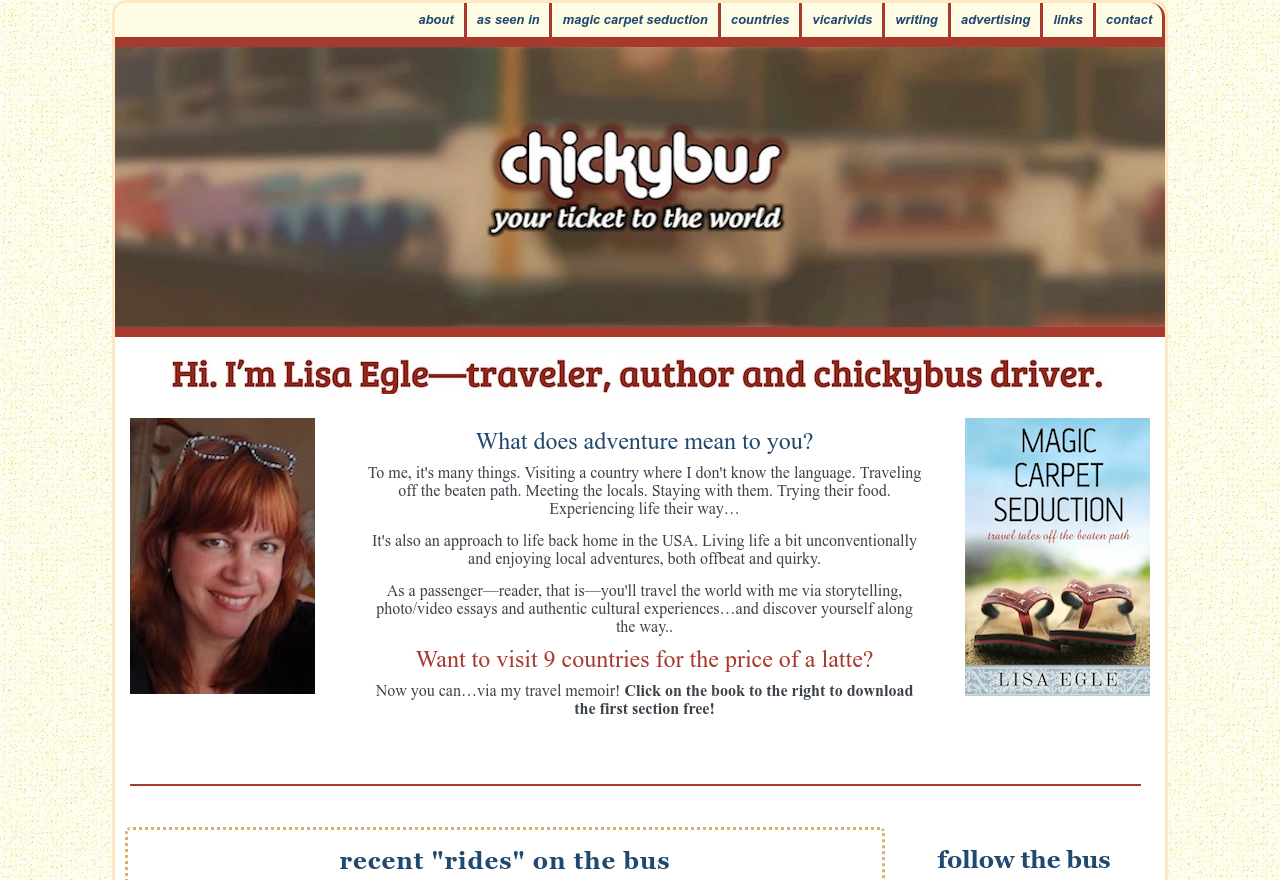 about as seen in magic carpet seduction countries vicarivids writing advertising links contact
chickybus
your ticket to the world
Hi. I'm Lisa Egle—traveler, author and chickybus driver.
What does adventure mean to you?
To me, it's many things. Visiting a country where I don't know the language. Traveling
off the beaten path. Meeting the locals. Staying with them. Trying their food.
Experiencing life their way…
It's also an approach to life back home in the USA. Living life a bit unconventionally
and enjoying local adventures, both offbeat and quirky.
As a passenger—reader, that is—you'll travel the world with me via storytelling,
photo/video essays and authentic cultural experiences…and discover yourself along
the way..
Want to visit 9 countries for the price of a latte?
Now you can…via my travel memoir! Click on the book to the right to download
the first section free!
MAGIC
CARPET
SEDUCTION
travel tales off the beaten path
LISA EGLE
recent "rides" on the bus
follow the bus